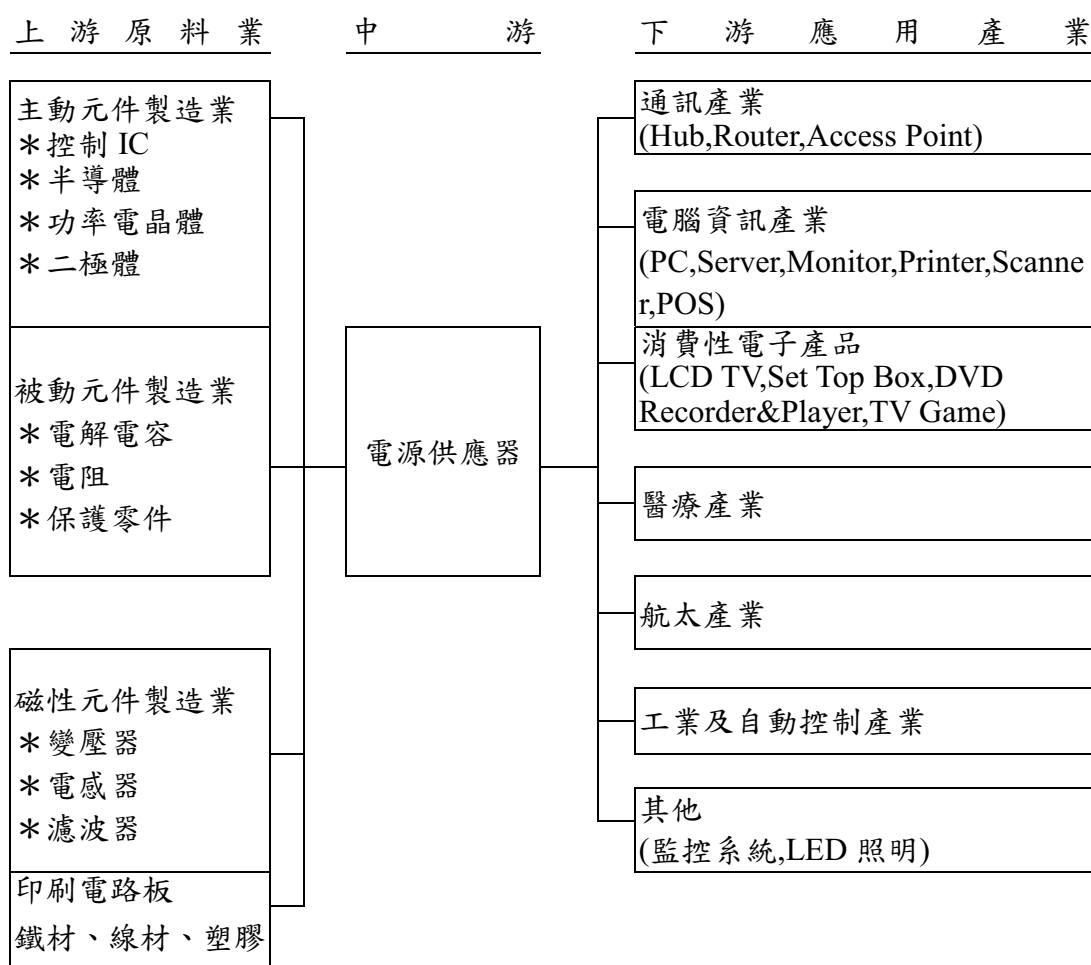 上游原料業
中游
下游應用產業
主動元件製造業
＊控制 IC
＊半導體
＊功率電晶體
＊二極體
被動元件製造業
＊電解電容
＊電阻
＊保護零件
磁性元件製造業
＊變壓器
＊電感器
＊濾波器
印刷電路板
鐵材、線材、塑膠
電源供應器
通訊產業
(Hub,Router,Access Point)
電腦資訊產業
(PC,Server,Monitor,Printer,Scanne
r,POS)
消費性電子產品
(LCD TV,Set Top Box,DVD
Recorder&Player,TV Game)
醫療產業
航太產業
工業及自動控制產業
其他
(監控系統,LED 照明)